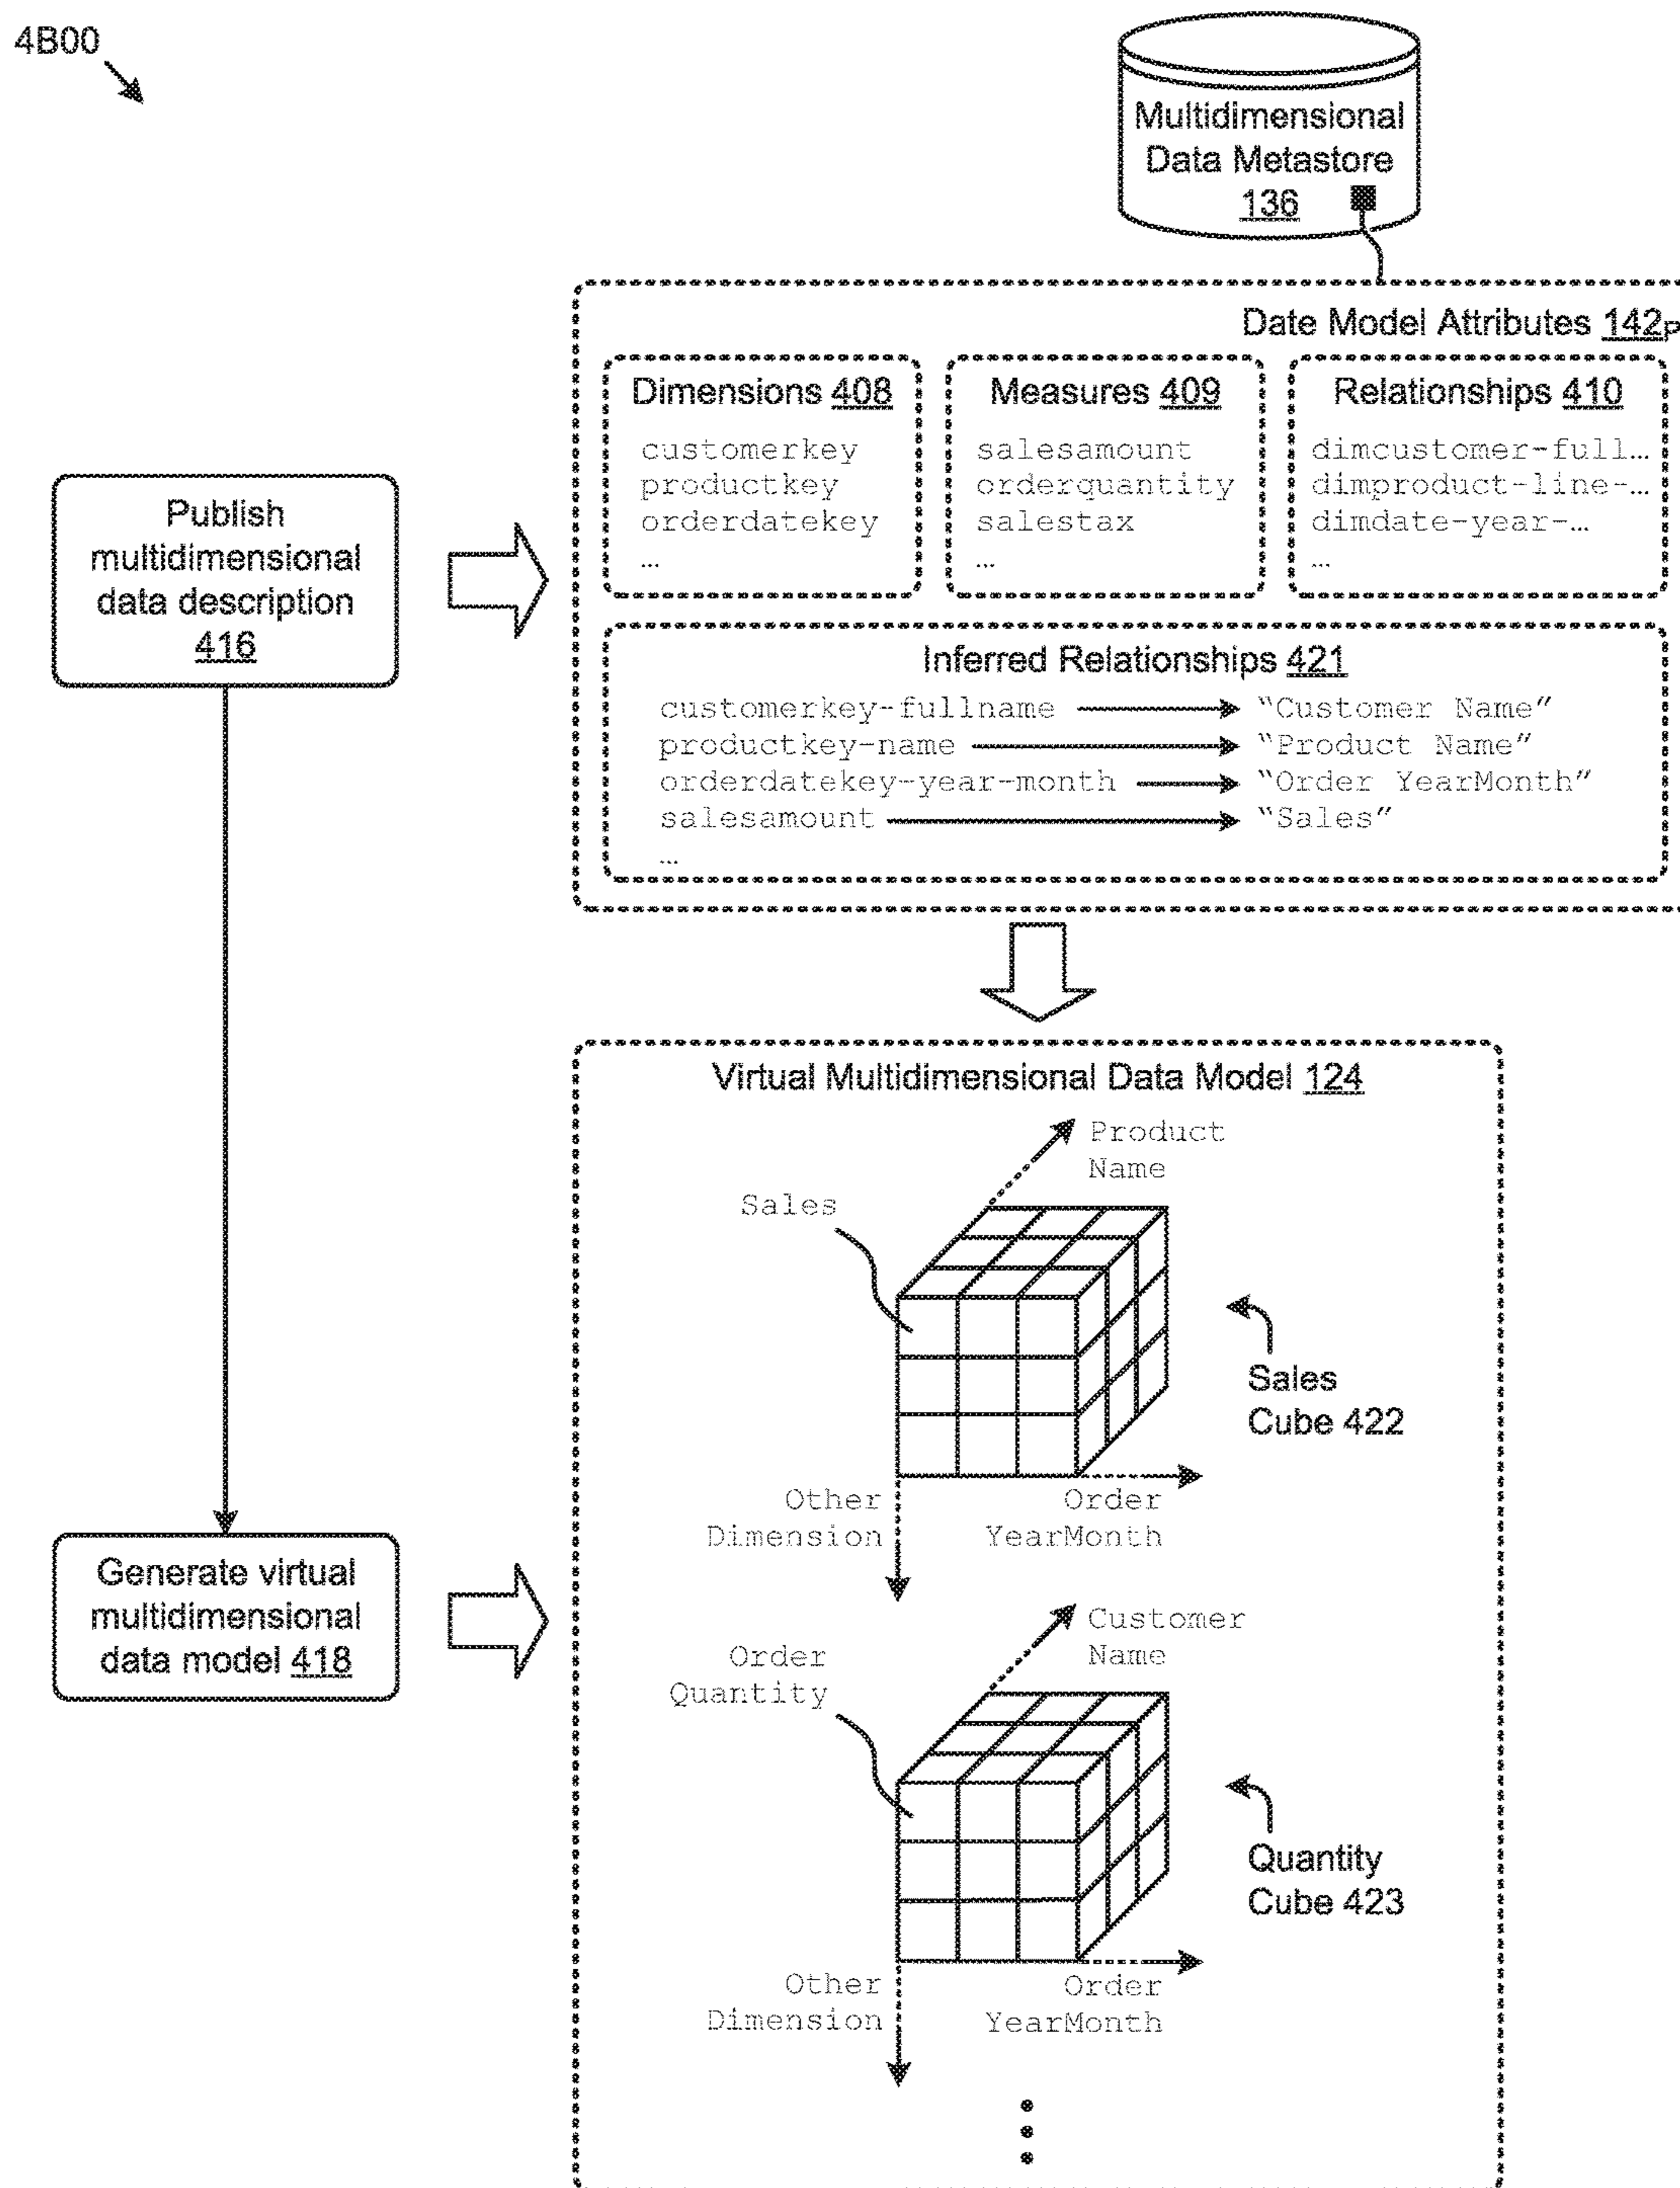 4B00
Multidimensional
Data Metastore
136
Date Model Attributes 142P
Dimensions 408
customerkey
productkey
orderdatekey
...
Measures 409
salesamount
orderquantity
salestax
...
Relationships 410
dimcustomer-full...
dimproduct-line-...
dimdate-year-...
...
Publish
multidimensional
data description
416
Inferred Relationships 421
customerkey-fullname "Customer Name"
productkey-name "Product Name"
orderdatekey-year-month "Order YearMonth"
salesamount "Sales"
...
Virtual Multidimensional Data Model 124
Product
Name
Sales
Sales
Cube 422
Other
Dimension
Order
YearMonth
Generate virtual
multidimensional
data model 418
Customer
Name
Order
Quantity
Quantity
Cube 423
Other
Dimension
Order
YearMonth